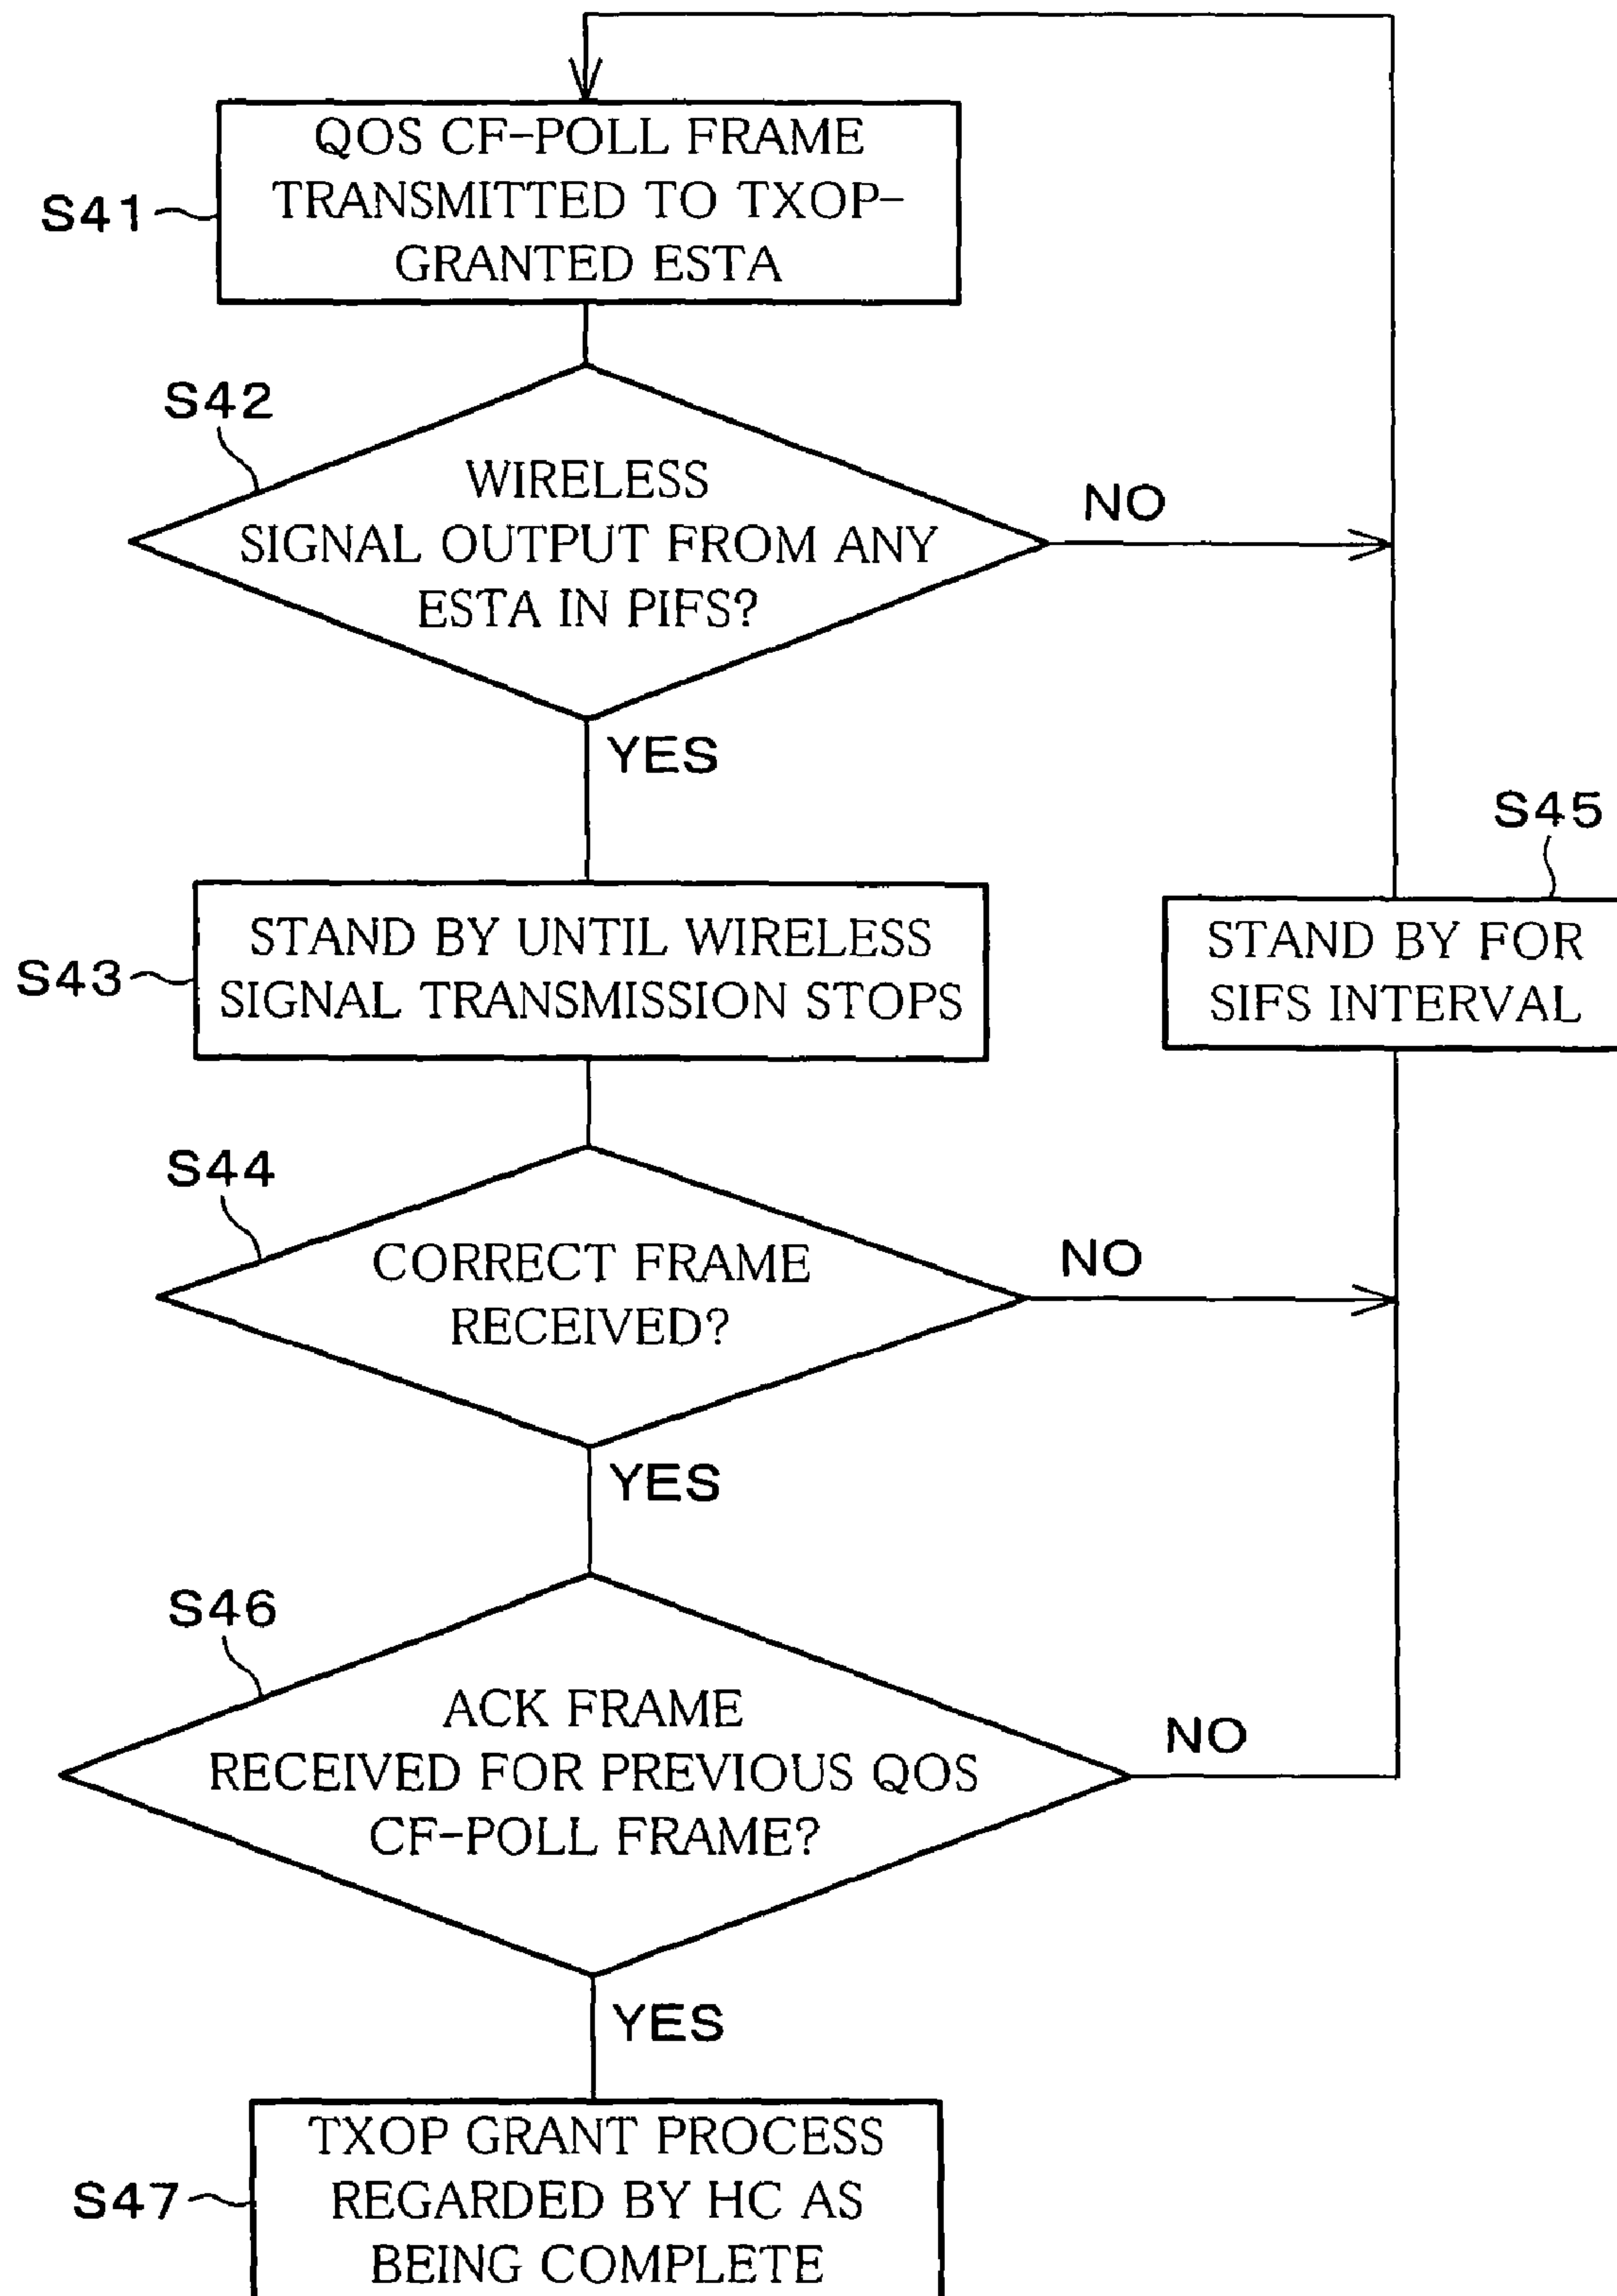 QOS CF-POLL FRAME
TRANSMITTED TO TXOP-
GRANTED ESTA
S41
S42
WIRELESS
SIGNAL OUTPUT FROM ANY
ESTA IN PIFS?
NO
YES
S45
STAND BY UNTIL WIRELESS
SIGNAL TRANSMISSION STOPS
S43
STAND BY FOR
SIFS INTERVAL
S44
CORRECT FRAME
RECEIVED?
NO
YES
S46
ACK FRAME
RECEIVED FOR PREVIOUS QOS
CF-POLL FRAME?
NO
YES
TXOP GRANT PROCESS
REGARDED BY HC AS
BEING COMPLETE
S47